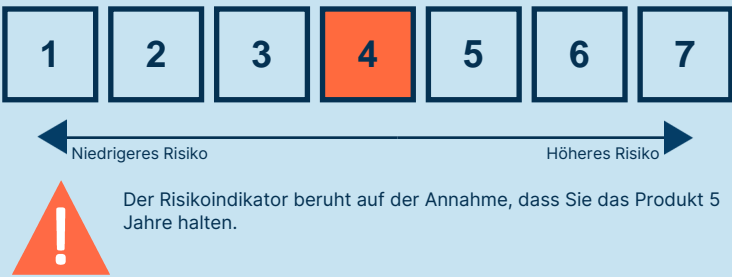 1 2 3 4 5 6 7
Niedrigeres Risiko Höheres Risiko
!
Der Risikoindikator beruht auf der Annahme, dass Sie das Produkt 5
Jahre halten.